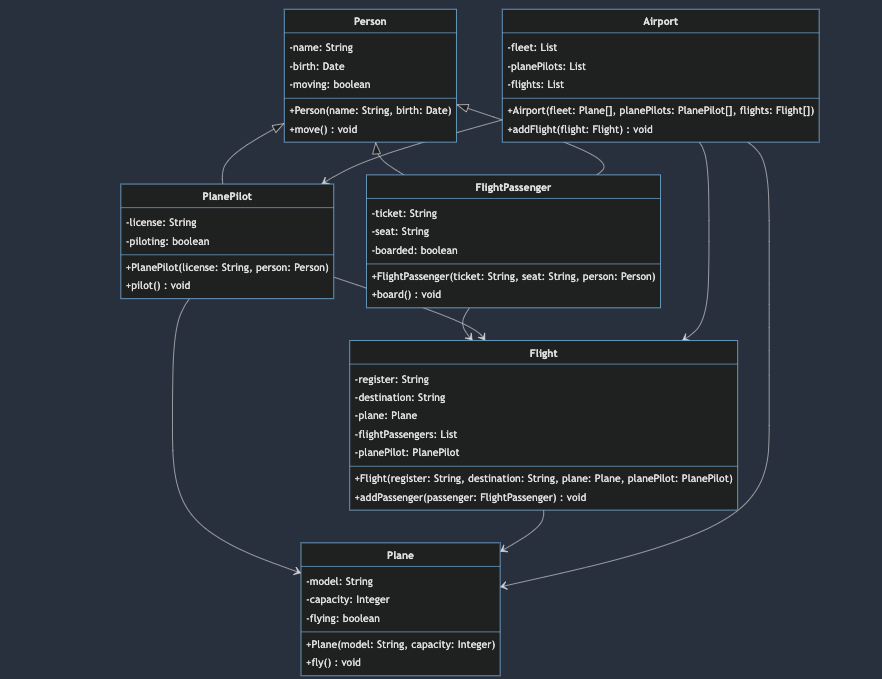 Person
-name: String
-birth: Date
-moving: boolean
+Person(name: String, birth: Date)
+move() : void
Airport
-fleet: List
-planePilots: List
-flights: List
+Airport(fleet: Plane[], planePilots: PlanePilot[], flights: Flight[])
+addFlight(flight: Flight) : void
PlanePilot
-license: String
-piloting: boolean
+PlanePilot(license: String, person: Person)
+pilot() : void
FlightPassenger
-ticket: String
-seat: String
-boarded: boolean
+FlightPassenger(ticket: String, seat: String, person: Person)
+board() : void
Flight
-register: String
-destination: String
-plane: Plane
-flightPassengers: List
-planePilot: PlanePilot
+Flight(register: String, destination: String, plane: Plane, planePilot: PlanePilot)
+addPassenger(passenger: FlightPassenger) : void
Plane
-model: String
-capacity: Integer
-flying: boolean
+Plane(model: String, capacity: Integer)
+fly() : void